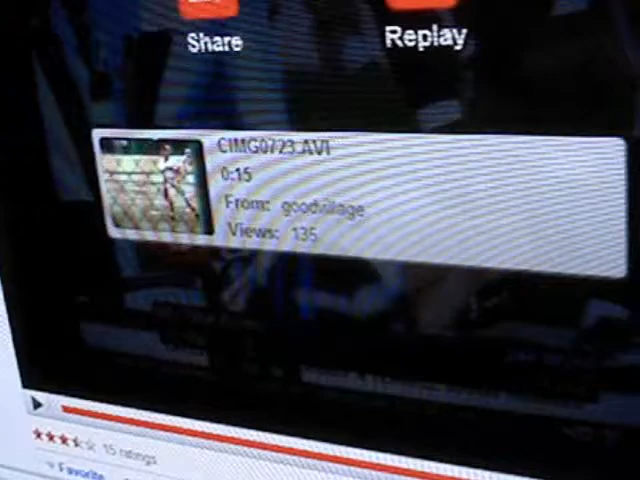 Share
Replay
CIMG0723.AVI
0:15
From: goodvillage
Views: 135
15 ratings
Favorite